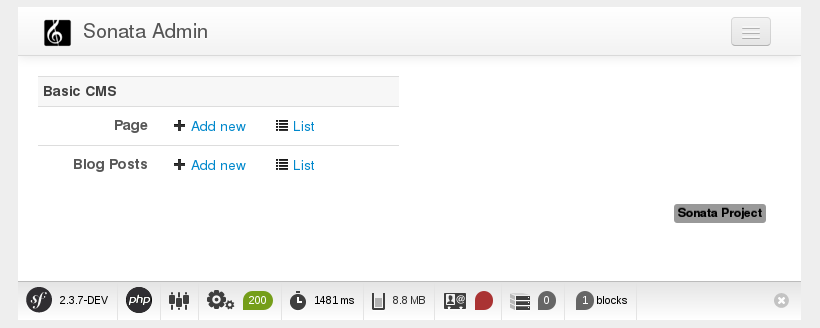 Sonata Admin
Basic CMS
Page Add new List
Blog Posts Add new List
Sonata Project
sf 2.3.7-DEV php 200 1481 ms 8.8 MB @ 0 1 blocks